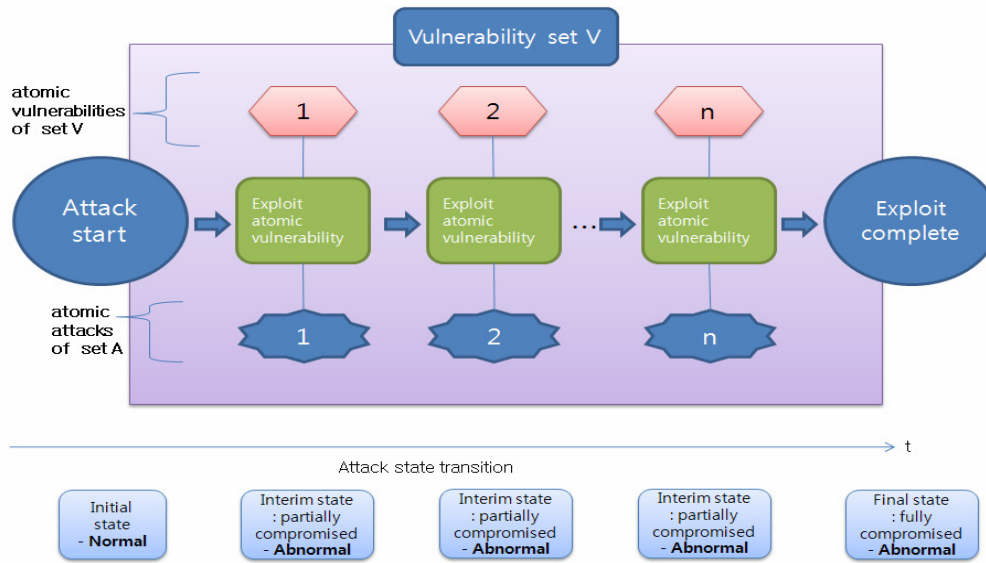 Vulnerability set V
atomic
vulnerabilities
of set V
1
2
n
Attack
start
Exploit
atomic
vulnerability
Exploit
atomic
vulnerability
...
Exploit
atomic
vulnerability
Exploit
complete
atomic
attacks
of set A
1
2
n
t
Attack state transition
Initial
state
- Normal
Interim state
: partially
compromised
- Abnormal
Interim state
: partially
compromised
- Abnormal
Interim state
: partially
compromised
- Abnormal
Final state
: fully
compromised
- Abnormal